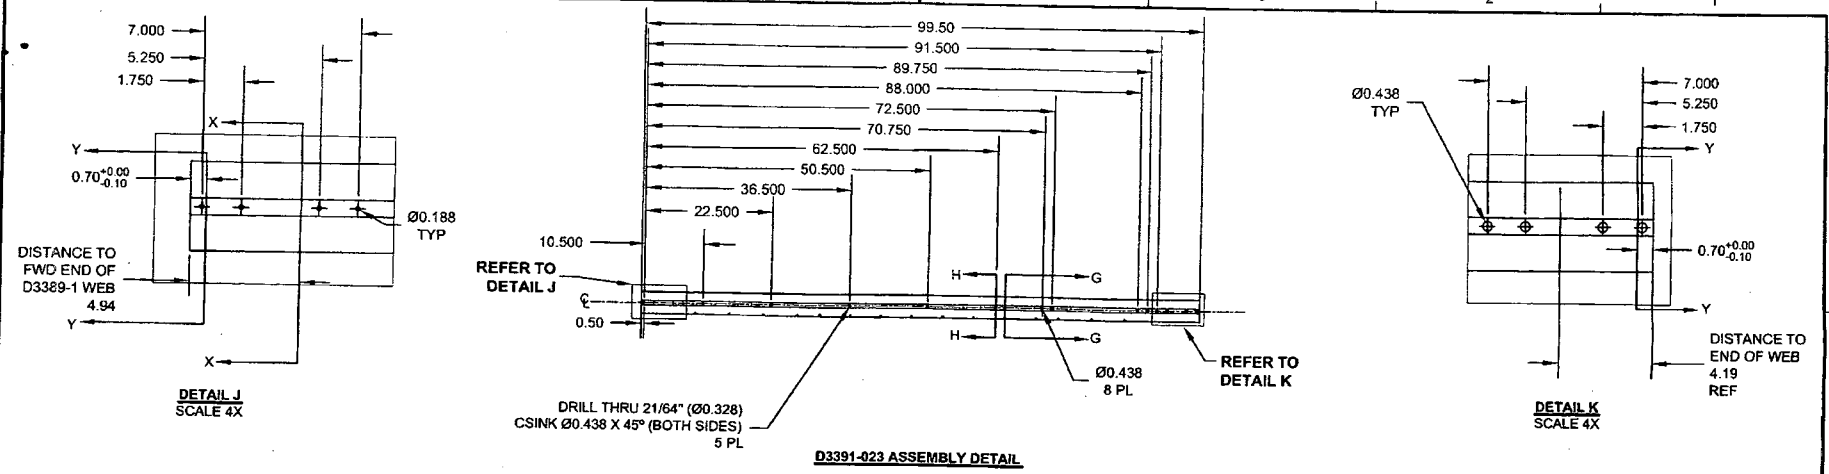 7.000
5.250
1.750
X
Y
0.70 +0.00 -0.10
Ø0.188
TYP
DISTANCE TO
FWD END OF
D3389-1 WEB
4.94
Y
X
DETAIL J
SCALE 4X
99.50
91.500
89.750
88.000
72.500
70.750
62.500
50.500
36.500
22.500
10.500
REFER TO
DETAIL J
H
G
℄
0.50
H
G
REFER TO
DETAIL K
Ø0.438
8 PL
DRILL THRU 21/64" (Ø0.328)
CSINK Ø0.438 X 45° (BOTH SIDES)
5 PL
D3391-023 ASSEMBLY DETAIL
Ø0.438
TYP
7.000
5.250
1.750
Y
0.70 +0.00 -0.10
Y
DISTANCE TO
END OF WEB
4.19
REF
DETAIL K
SCALE 4X